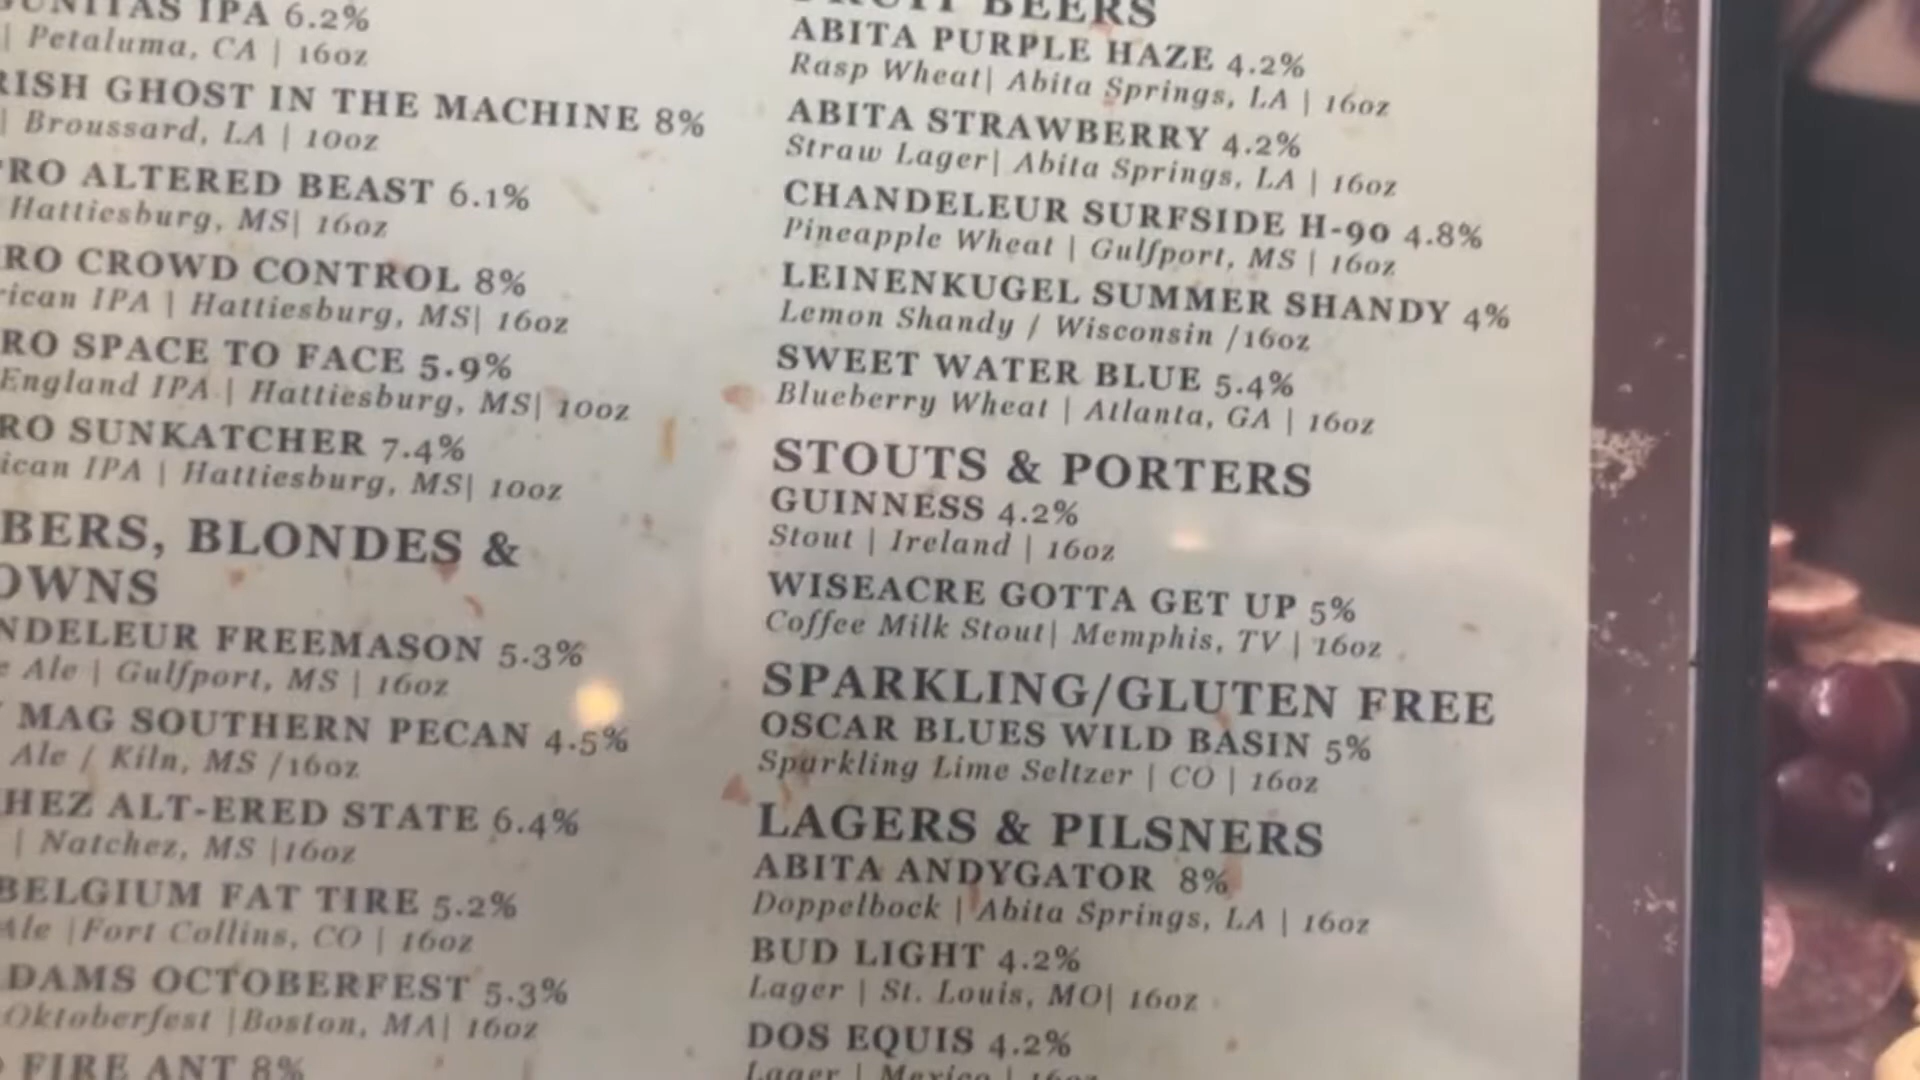 IPA 6.2%
| Petaluma, CA | 16oz
GHOST IN THE MACHINE 8%
| Broussard, LA | 10oz
ALTERED BEAST 6.1%
Hattiesburg, MS| 16oz
CROWD CONTROL 8%
IPA | Hattiesburg, MS| 16oz
SPACE TO FACE 5.9%
England IPA | Hattiesburg, MS| 10oz
SUNKATCHER 7.4%
IPA | Hattiesburg, MS| 10oz
BLONDES &
FREEMASON 5.3%
Ale | Gulfport, MS | 16oz
MAG SOUTHERN PECAN 4.5%
Ale / Kiln, MS /16oz
ALT-ERED STATE 6.4%
| Natchez, MS |16oz
BELGIUM FAT TIRE 5.2%
Ale |Fort Collins, CO | 16oz
OCTOBERFEST 5.3%
Oktoberfest |Boston, MA| 16oz
FIRE ANT 8%
BEERS
ABITA PURPLE HAZE 4.2%
Rasp Wheat| Abita Springs, LA | 16oz
ABITA STRAWBERRY 4.2%
Straw Lager| Abita Springs, LA | 16oz
CHANDELEUR SURFSIDE H-90 4.8%
Pineapple Wheat | Gulfport, MS | 16oz
LEINENKUGEL SUMMER SHANDY 4%
Lemon Shandy / Wisconsin /16oz
SWEET WATER BLUE 5.4%
Blueberry Wheat | Atlanta, GA | 16oz
STOUTS & PORTERS
GUINNESS 4.2%
Stout | Ireland | 16oz
WISEACRE GOTTA GET UP 5%
Coffee Milk Stout| Memphis, TV | 16oz
SPARKLING/GLUTEN FREE
OSCAR BLUES WILD BASIN 5%
Sparkling Lime Seltzer | CO | 16oz
LAGERS & PILSNERS
ABITA ANDYGATOR 8%
Doppelbock | Abita Springs, LA | 16oz
BUD LIGHT 4.2%
Lager | St. Louis, MO| 16oz
DOS EQUIS 4.2%
Lager | Mexico | 16oz